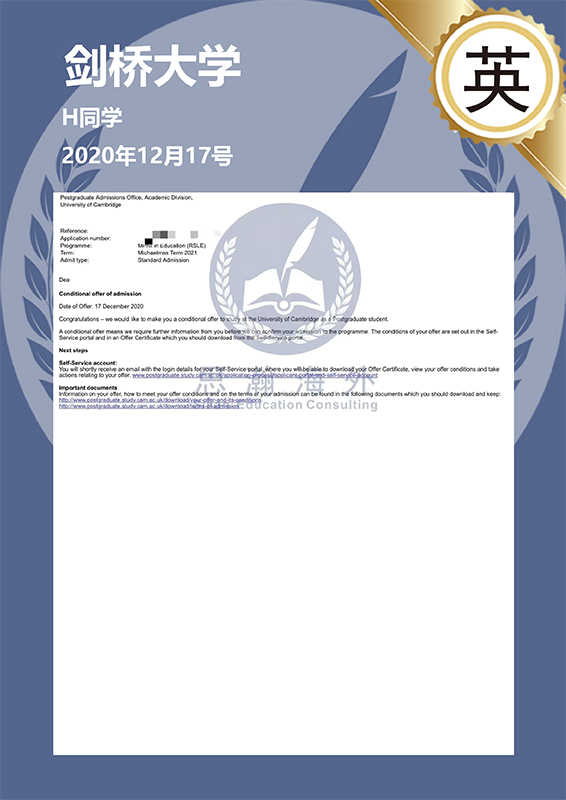 剑桥大学
英
H同学
2020年12月17号
Postgraduate Admissions Office, Academic Division,
University of Cambridge
Reference:
Application number:
Programme: in Education (RSLE)
Term: Michaelmas Term 2021
Admit type: Standard Admission
Dea
Conditional offer of admission
Date of Offer: 17 December 2020
Congratulations – we would like to make you a conditional offer to study at the University of Cambridge as a Postgraduate student.
A conditional offer means we require further information from you before we can confirm your admission to the programme. The conditions of your offer are set out in the Self-
Service portal and in an Offer Certificate which you should download from the Self-Service portal.
Next steps
Self-Service account:
You will shortly receive an email with the login details for your Self-Service portal, where you will be able to download your Offer Certificate, view your offer conditions and take
actions relating to your offer. www.postgraduate.study.cam.ac.uk/application-process/applicant-portal-and-self-service-account
志瀚海外
Important documents
Information on your offer, how to meet your offer conditions and on the terms of your admission can be found in the following documents which you should download and keep:
http://www.postgraduate.study.cam.ac.uk/download/your-offer-and-its-conditions
Education Consulting
http://www.postgraduate.study.cam.ac.uk/download/terms-of-admission